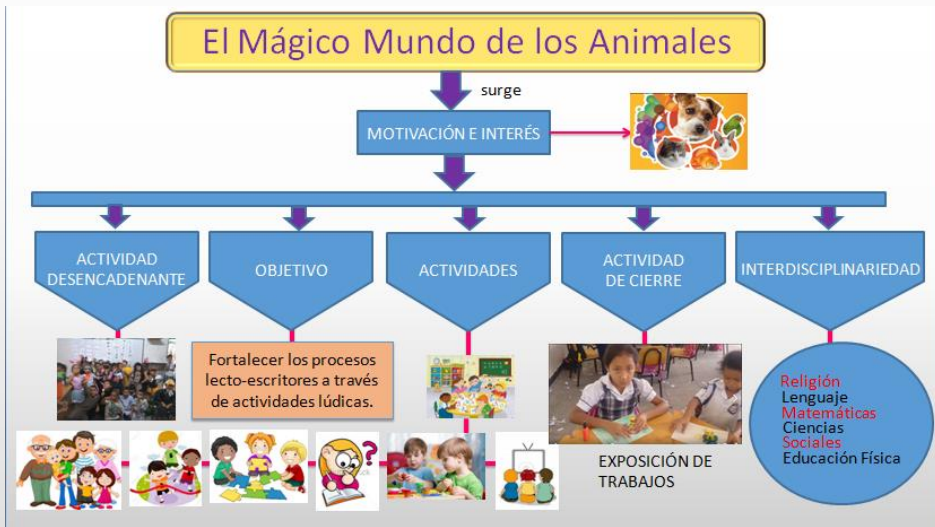 El Mágico Mundo de los Animales
surge
MOTIVACIÓN E INTERÉS
ACTIVIDAD
DESENCADENANTE
OBJETIVO
ACTIVIDADES
ACTIVIDAD
DE CIERRE
INTERDISCIPLINARIEDAD
Fortalecer los procesos
lecto-escritores a través
de actividades lúdicas.
EXPOSICIÓN DE
TRABAJOS
Religión
Lenguaje
Matemáticas
Ciencias
Sociales
Educación Física
?